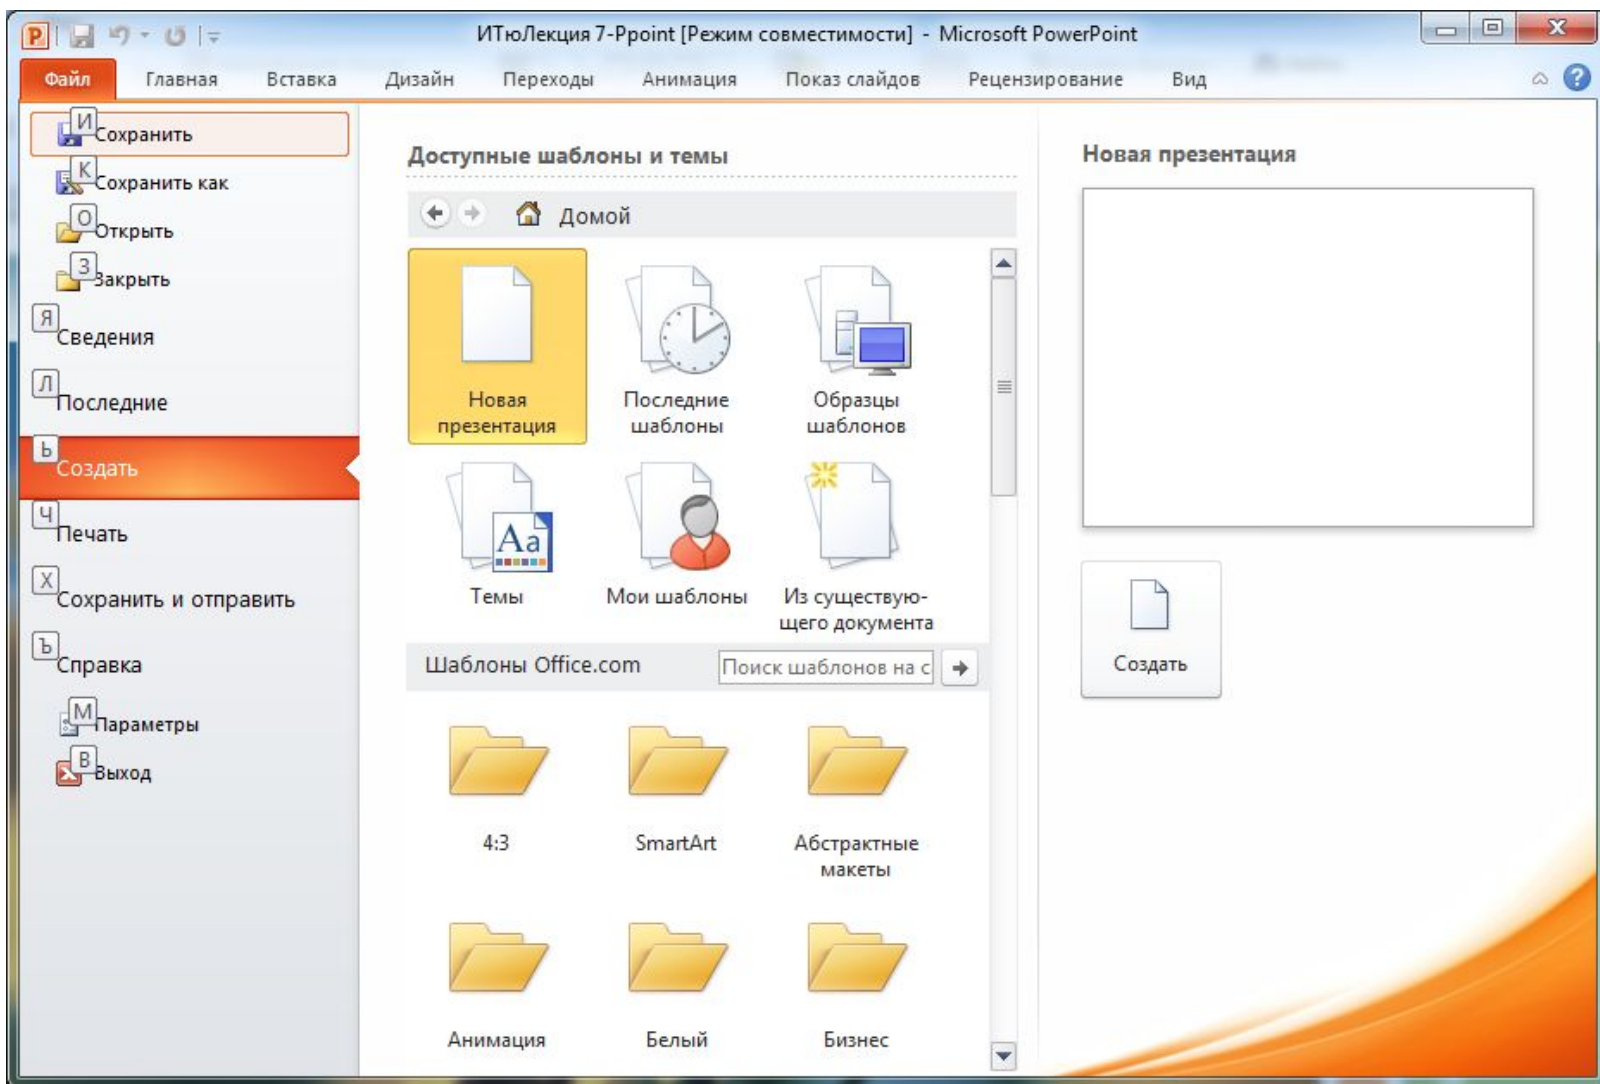 ИТюЛекция 7-Ppoint [Режим совместимости] - Microsoft PowerPoint
Файл Главная Вставка Дизайн Переходы Анимация Показ слайдов Рецензирование Вид
И Сохранить
К Сохранить как
О Открыть
З Закрыть
Я Сведения
Л Последние
Ь Создать
Ч Печать
Х Сохранить и отправить
Ъ Справка
М Параметры
В Выход
Доступные шаблоны и темы
Домой
Новая
презентация
Последние
шаблоны
Образцы
шаблонов
Aa
Темы
Мои шаблоны
Из существую-
щего документа
Шаблоны Office.com
Поиск шаблонов на с
4:3
SmartArt
Абстрактные
макеты
Анимация
Белый
Бизнес
Новая презентация
Создать